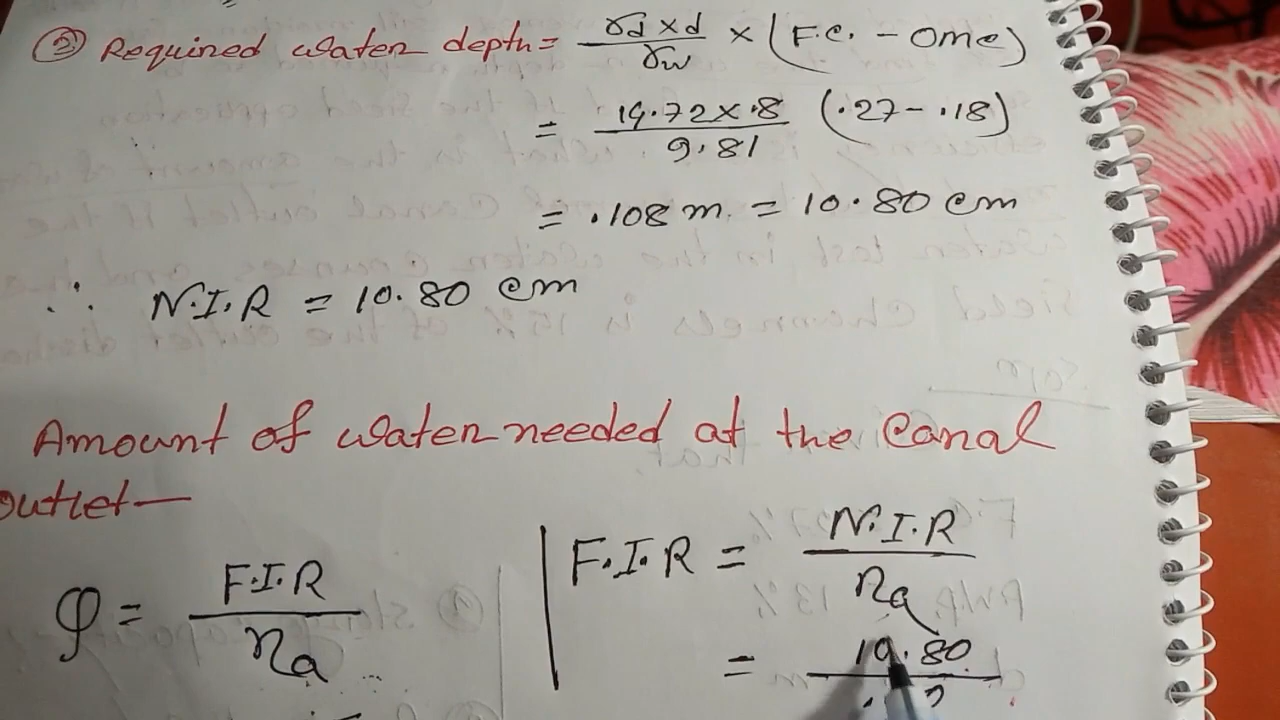 ② Required water depth = γd × d / γw × (F.C. - OMC)
= 14.72 × .8 / 9.81 (.27 - .18)
= .108 m. = 10.80 cm
∴ N.I.R = 10.80 cm
Amount of water needed at the Canal
outlet —
φ = F.I.R / ηa
F.I.R = N.I.R / ηa
= 10.80 /